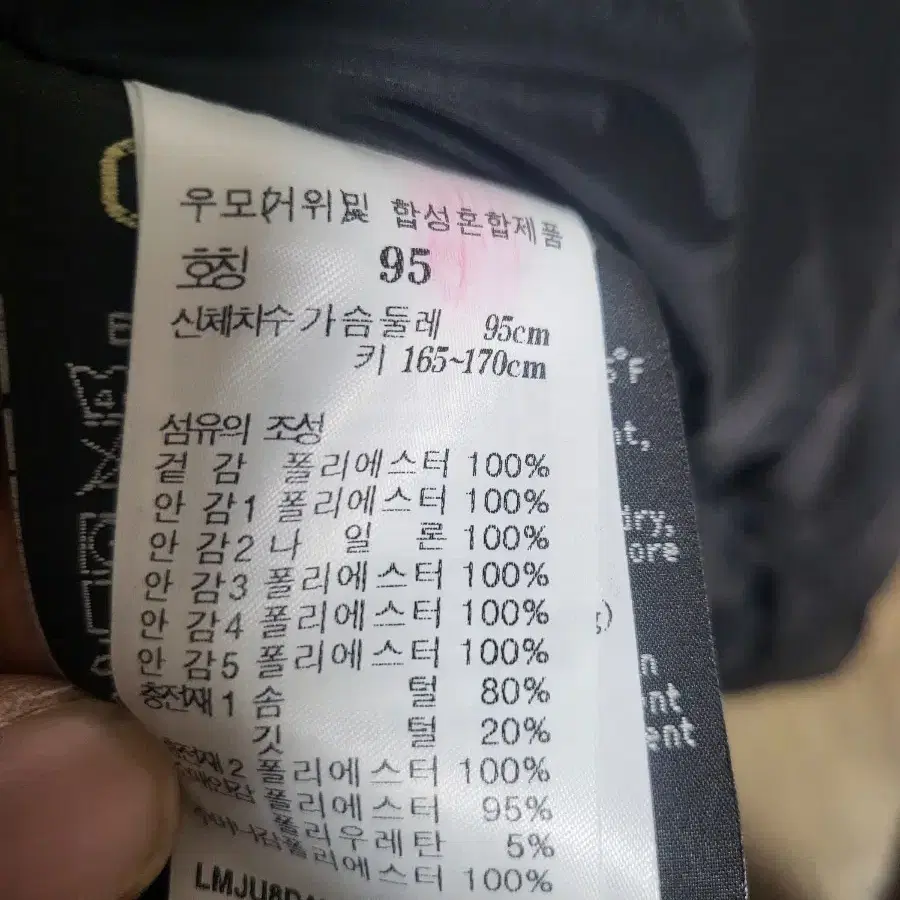 우모(거위및 합성혼합제품
호칭 95
신체치수 가슴둘레 95cm
키 165~170cm
섬유의 조성
겉 감 폴리에스터 100%
안 감1 폴리에스터 100%
안 감2 나 일 론 100%
안 감3 폴리에스터 100%
안 감4 폴리에스터 100%
안 감5 폴리에스터 100%
충전재1 솜 털 80%
깃 털 20%
충전재2 폴리에스터 100%
폴리에스터 95%
폴리우레탄 5%
주머니감 폴리에스터 100%
°F